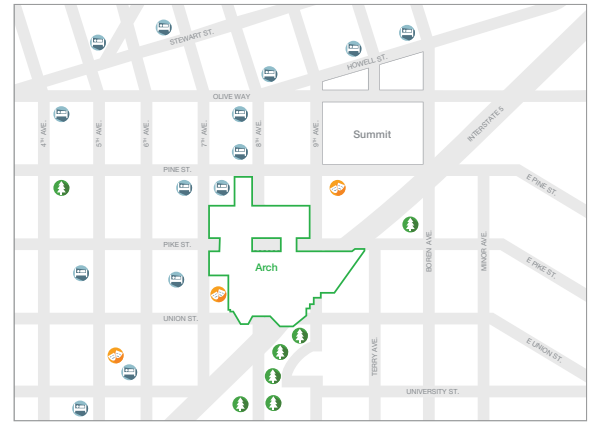 STEWART ST.
HOWELL ST.
OLIVE WAY
INTERSTATE 5
4TH AVE.
5TH AVE.
6TH AVE.
7TH AVE.
8TH AVE.
9TH AVE.
Summit
PINE ST.
E PINE ST.
PIKE ST.
BOREN AVE.
MINOR AVE.
Arch
E PIKE ST.
UNION ST.
TERRY AVE.
E UNION ST.
UNIVERSITY ST.